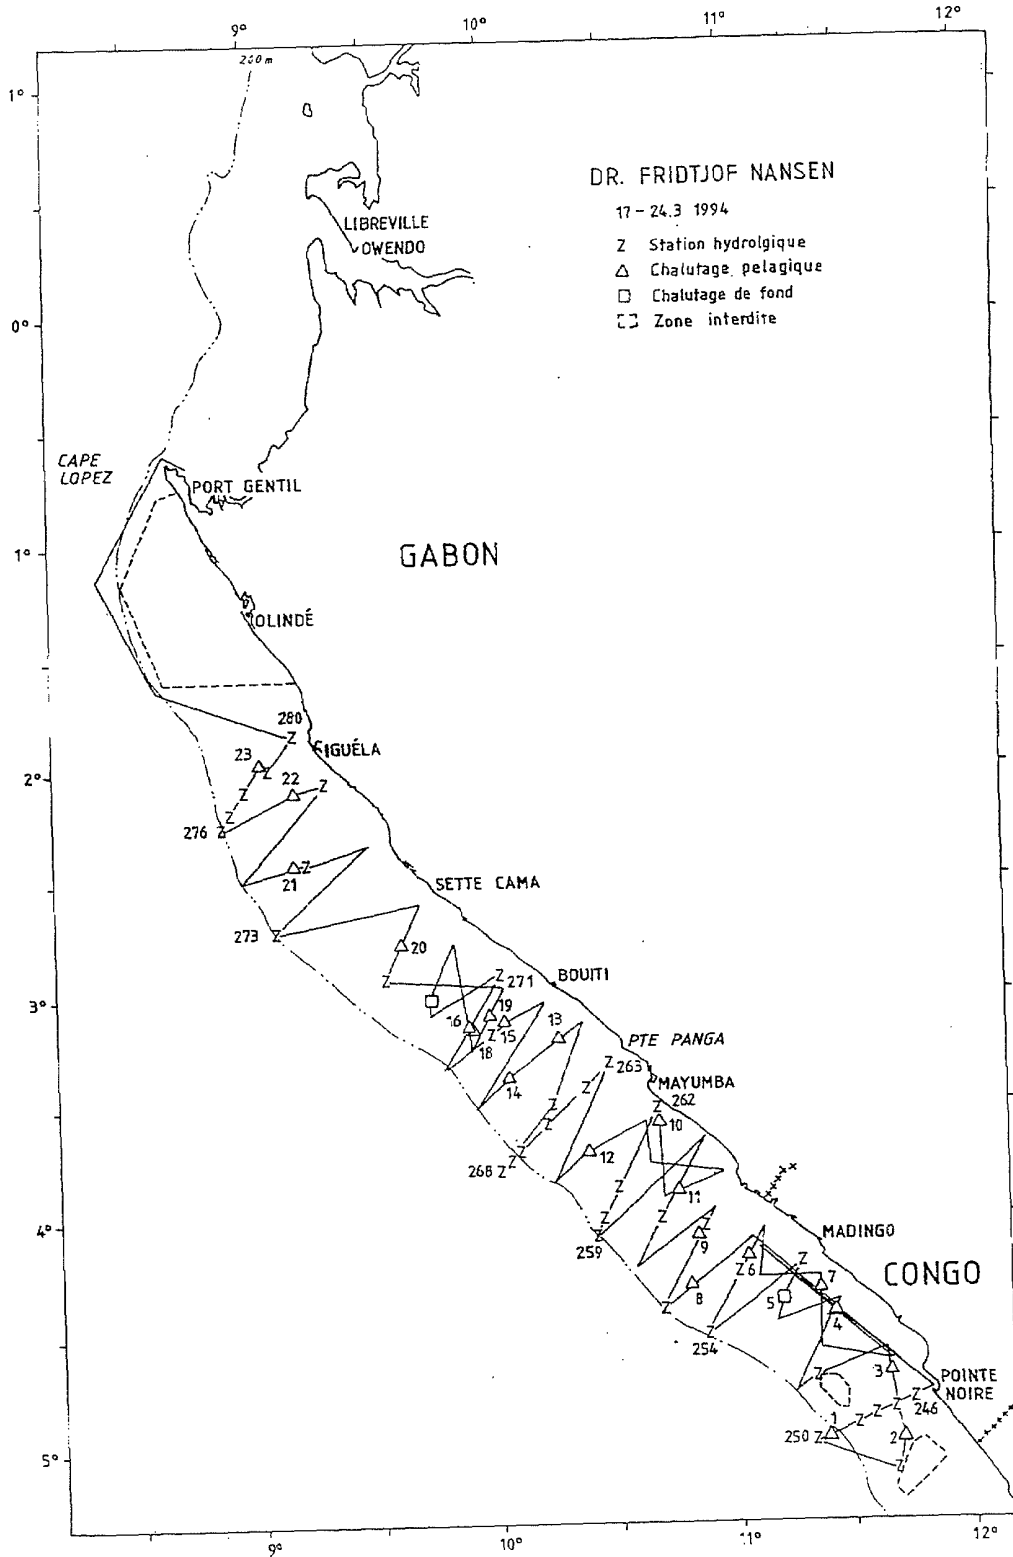 9° 10° 11° 12°
200m
1°
DR. FRIDTJOF NANSEN
17-24.3 1994
Z Station hydrolgique
△ Chalutage pelagique
□ Chalutage de fond
Zone interdite
LIBREVILLE
OWENDO
0°
CAPE
LOPEZ
PORT GENTIL
GABON
1°
OLINDÉ
280
FIGUÉLA
23
22
2°
276
21
SETTE CAMA
273
20
BOUITI
Z 271
3°
19
16
15
13
18
PTE PANGA
Z 263
MAYUMBA
14
262
10
12
268
11
4°
MADINGO
259
9
CONGO
6
7
8
5
4
254
3
POINTE
NOIRE
246
1
250
2
5°
9° 10° 11° 12°